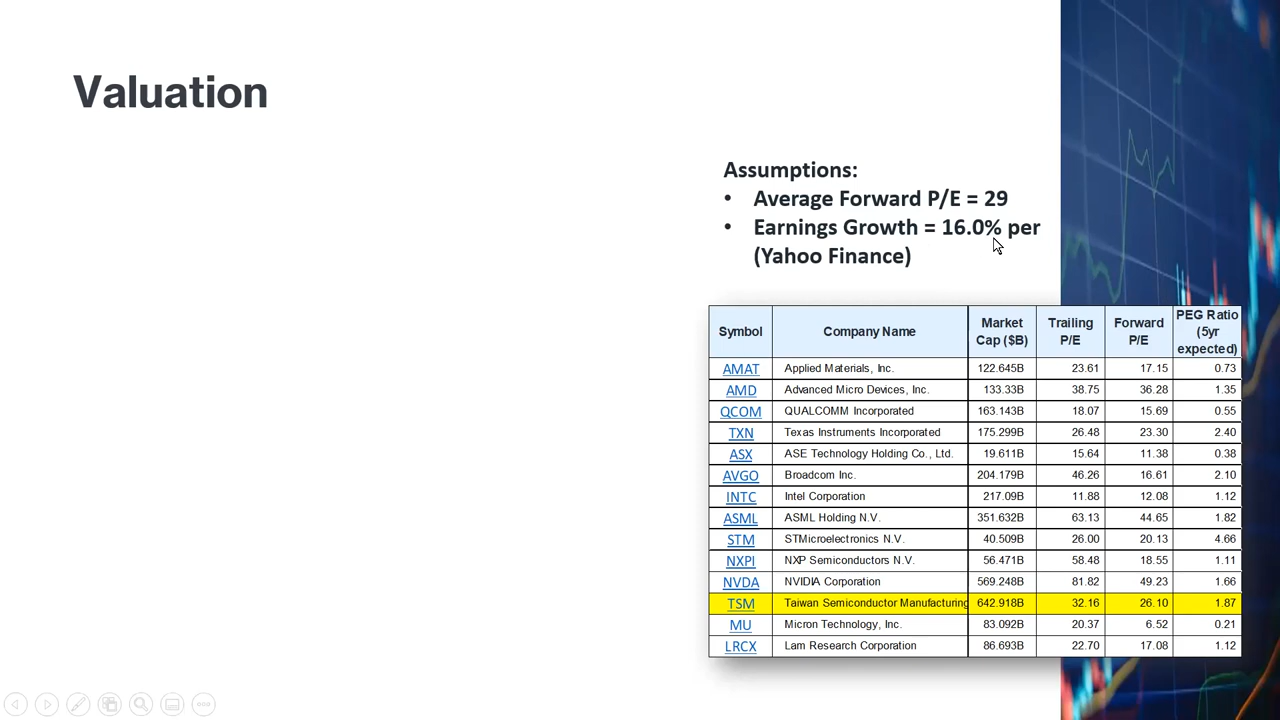 Valuation
Assumptions:
• Average Forward P/E = 29
• Earnings Growth = 16.0% per
(Yahoo Finance)
Symbol Company Name Market Cap ($B) Trailing P/E Forward P/E PEG Ratio (5yr expected)
AMAT Applied Materials, Inc. 122.645B 23.61 17.15 0.73
AMD Advanced Micro Devices, Inc. 133.33B 38.75 36.28 1.35
QCOM QUALCOMM Incorporated 163.143B 18.07 15.69 0.55
TXN Texas Instruments Incorporated 175.299B 26.48 23.30 2.40
ASX ASE Technology Holding Co., Ltd. 19.611B 15.64 11.38 0.38
AVGO Broadcom Inc. 204.179B 46.26 16.61 2.10
INTC Intel Corporation 217.09B 11.88 12.08 1.12
ASML ASML Holding N.V. 351.632B 63.13 44.65 1.82
STM STMicroelectronics N.V. 40.509B 26.00 20.13 4.66
NXPI NXP Semiconductors N.V. 56.471B 58.48 18.55 1.11
NVDA NVIDIA Corporation 569.248B 81.82 49.23 1.66
TSM Taiwan Semiconductor Manufacturing 642.918B 32.16 26.10 1.87
MU Micron Technology, Inc. 83.092B 20.37 6.52 0.21
LRCX Lam Research Corporation 86.693B 22.70 17.08 1.12